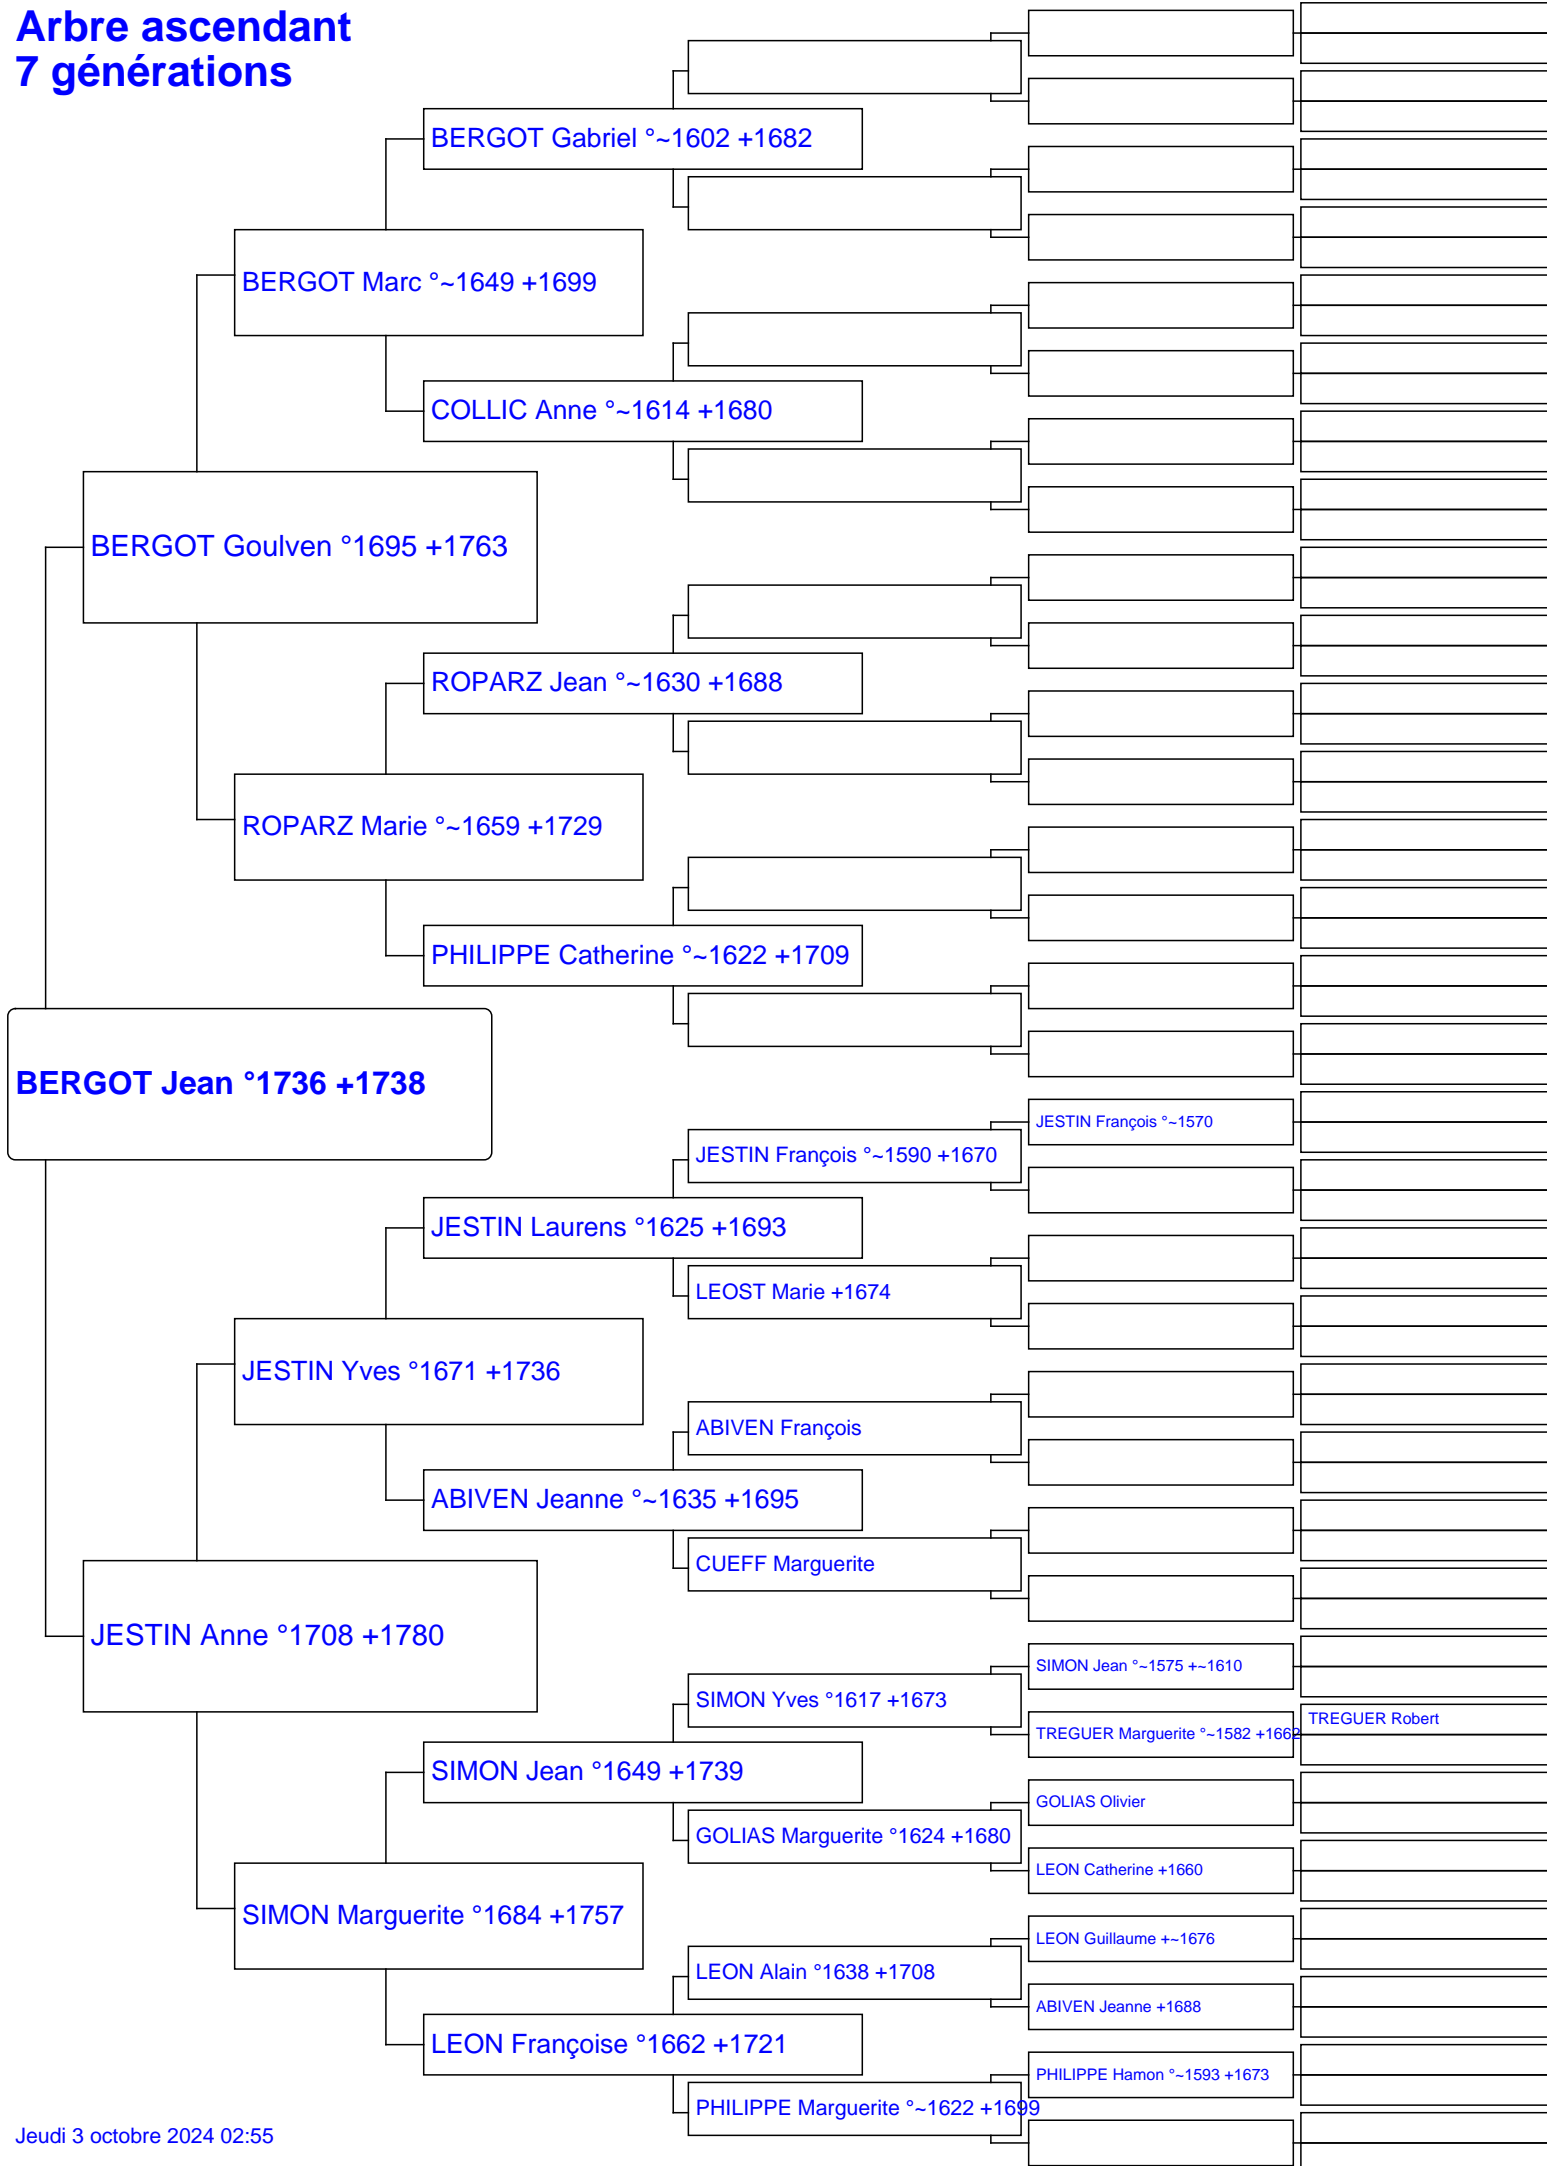 Arbre ascendant
7 générations
BERGOT Gabriel °~1602 +1682
BERGOT Marc °~1649 +1699
COLLIC Anne °~1614 +1680
BERGOT Goulven °1695 +1763
ROPARZ Jean °~1630 +1688
ROPARZ Marie °~1659 +1729
PHILIPPE Catherine °~1622 +1709
BERGOT Jean °1736 +1738
JESTIN François °~1570
JESTIN François °~1590 +1670
JESTIN Laurens °1625 +1693
LEOST Marie +1674
JESTIN Yves °1671 +1736
ABIVEN François
ABIVEN Jeanne °~1635 +1695
CUEFF Marguerite
JESTIN Anne °1708 +1780
SIMON Jean °~1575 +~1610
SIMON Yves °1617 +1673
TREGUER Robert
TREGUER Marguerite °~1582 +1662
SIMON Jean °1649 +1739
GOLIAS Olivier
GOLIAS Marguerite °1624 +1680
LEON Catherine +1660
SIMON Marguerite °1684 +1757
LEON Guillaume +~1676
LEON Alain °1638 +1708
ABIVEN Jeanne +1688
LEON Françoise °1662 +1721
PHILIPPE Hamon °~1593 +1673
PHILIPPE Marguerite °~1622 +1699
Jeudi 3 octobre 2024 02:55